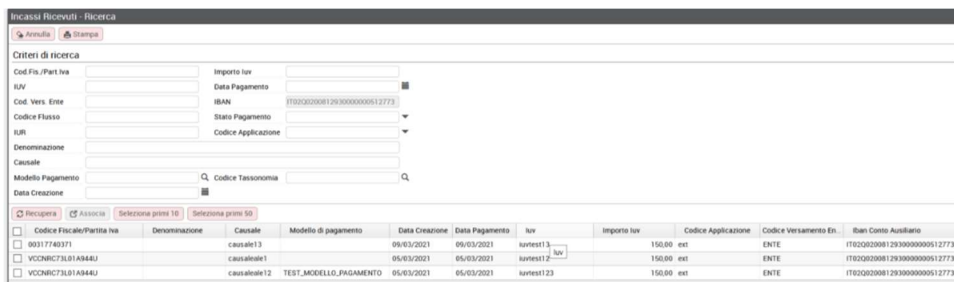 Incassi Ricevuti - Ricerca
Annulla Stampa
Criteri di ricerca
Cod.Fis./Part.Iva Importo Iuv
IUV Data Pagamento
Cod. Vers. Ente IBAN IT02Q0200812930000000512773
Codice Flusso Stato Pagamento
IUR Codice Applicazione
Denominazione
Causale
Modello Pagamento Codice Tassonomia
Data Creazione
Recupera Associa Seleziona primi 10 Seleziona primi 50
Codice Fiscale/Partita Iva Denominazione Causale Modello di pagamento Data Creazione Data Pagamento Iuv Importo Iuv Codice Applicazione Codice Versamento En... Iban Conto Ausiliario
00317740371 causale13 09/03/2021 09/03/2021 iuvtest13 150,00 ext ENTE IT02Q0200812930000000512773
Iuv
VCCNRC73L01A944U causaleale1 05/03/2021 05/03/2021 iuvtest12 150,00 ext ENTE IT02Q0200812930000000512773
VCCNRC73L01A944U causaleale12 TEST_MODELLO_PAGAMENTO 05/03/2021 05/03/2021 iuvtest123 150,00 ext ENTE IT02Q0200812930000000512773